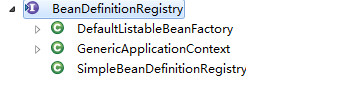 BeanDefinitionRegistry
DefaultListableBeanFactory
GenericApplicationContext
SimpleBeanDefinitionRegistry